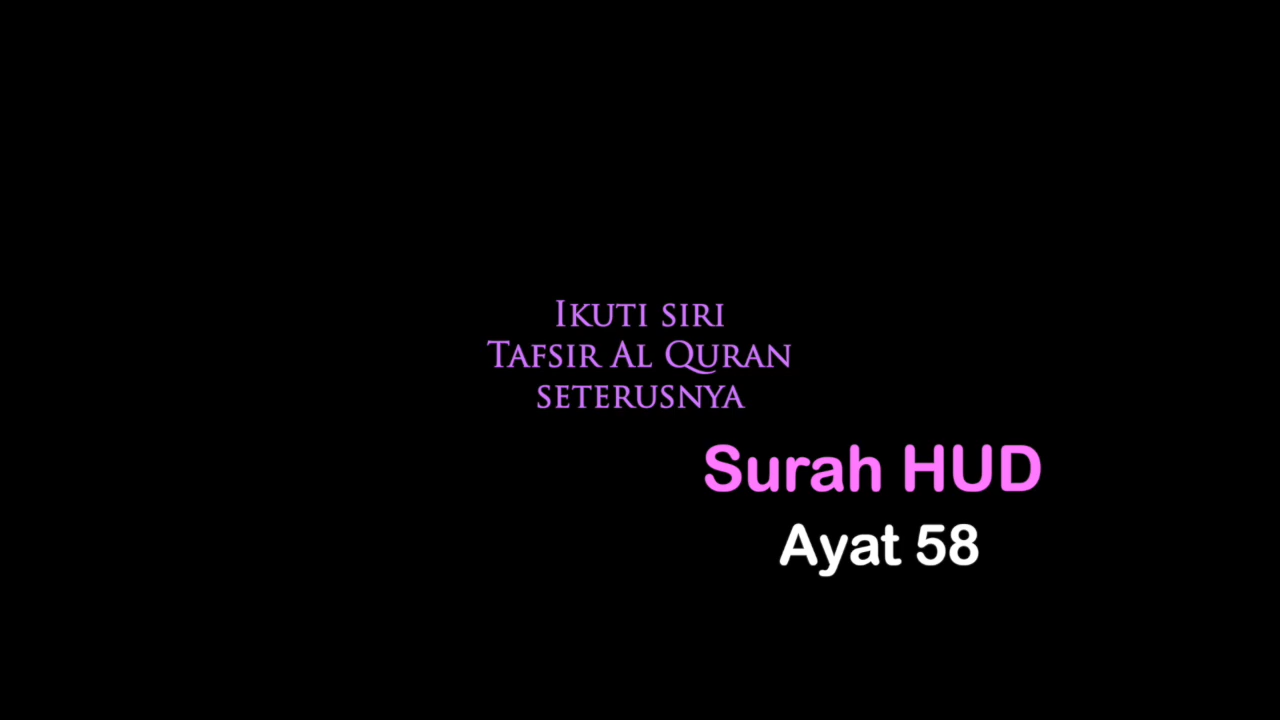 Ikuti siri
Tafsir Al Quran
seterusnya
Surah HUD
Ayat 58